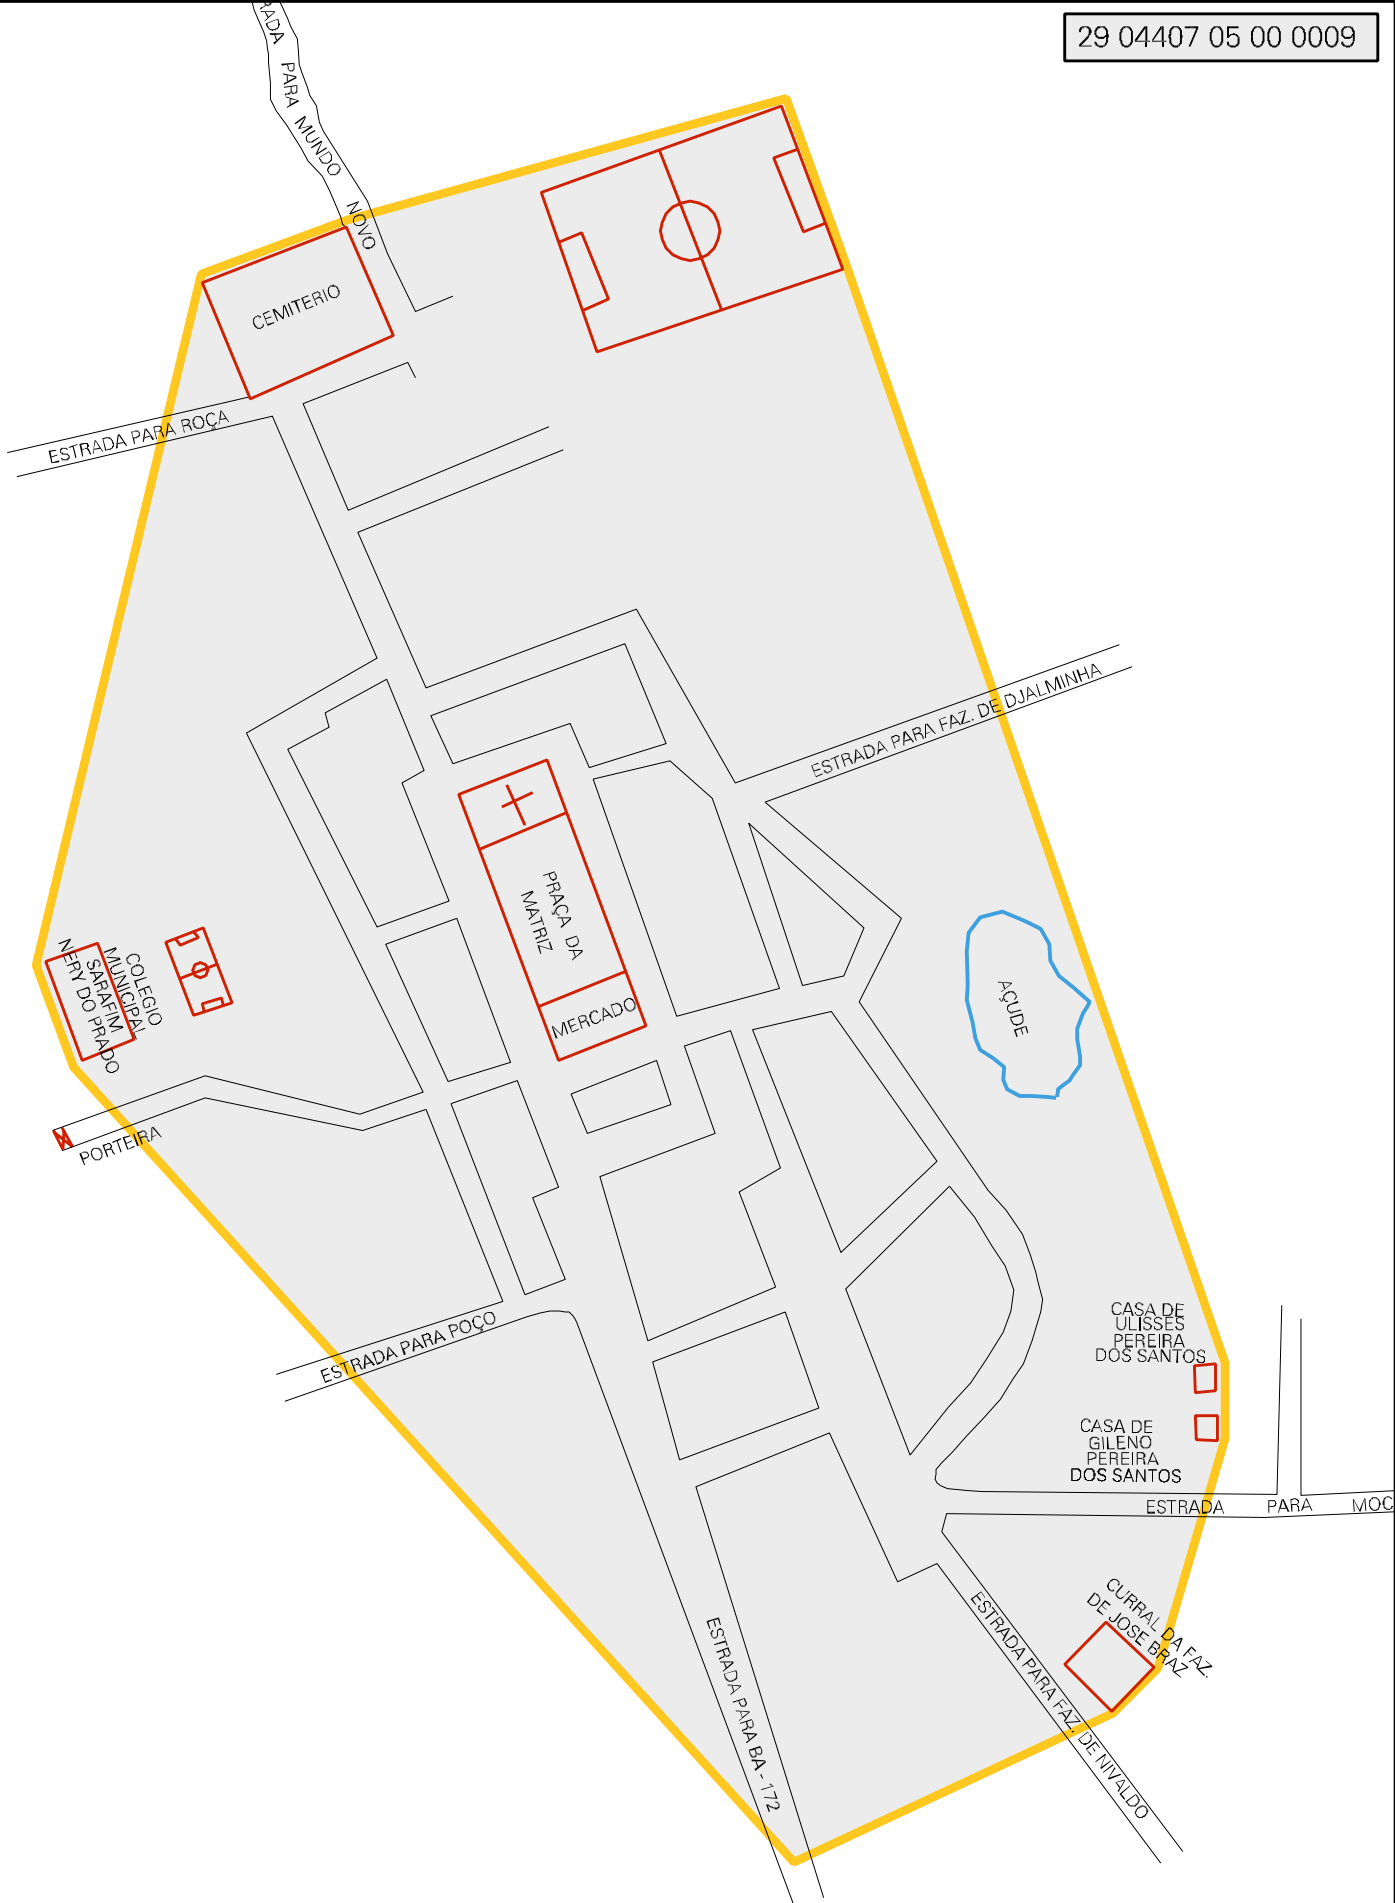 29 04407 05 00 0009
PARA MUNDO NOVO
CEMITERIO
ESTRADA PARA ROÇA
ESTRADA PARA FAZ. DE DJALMINHA
PRAÇA DA
MATRIZ
MERCADO
AÇUDE
COLEGIO
MUNICIPAL
SARAFIM
NERY DO PRADO
PORTEIRA
ESTRADA PARA POÇO
CASA DE
ULISSES
PEREIRA
DOS SANTOS
CASA DE
GILENO
PEREIRA
DOS SANTOS
ESTRADA PARA MOC
CURRAL DA FAZ.
DE JOSE BRAZ
ESTRADA PARA FAZ. DE NIVALDO
ESTRADA PARA BA - 172